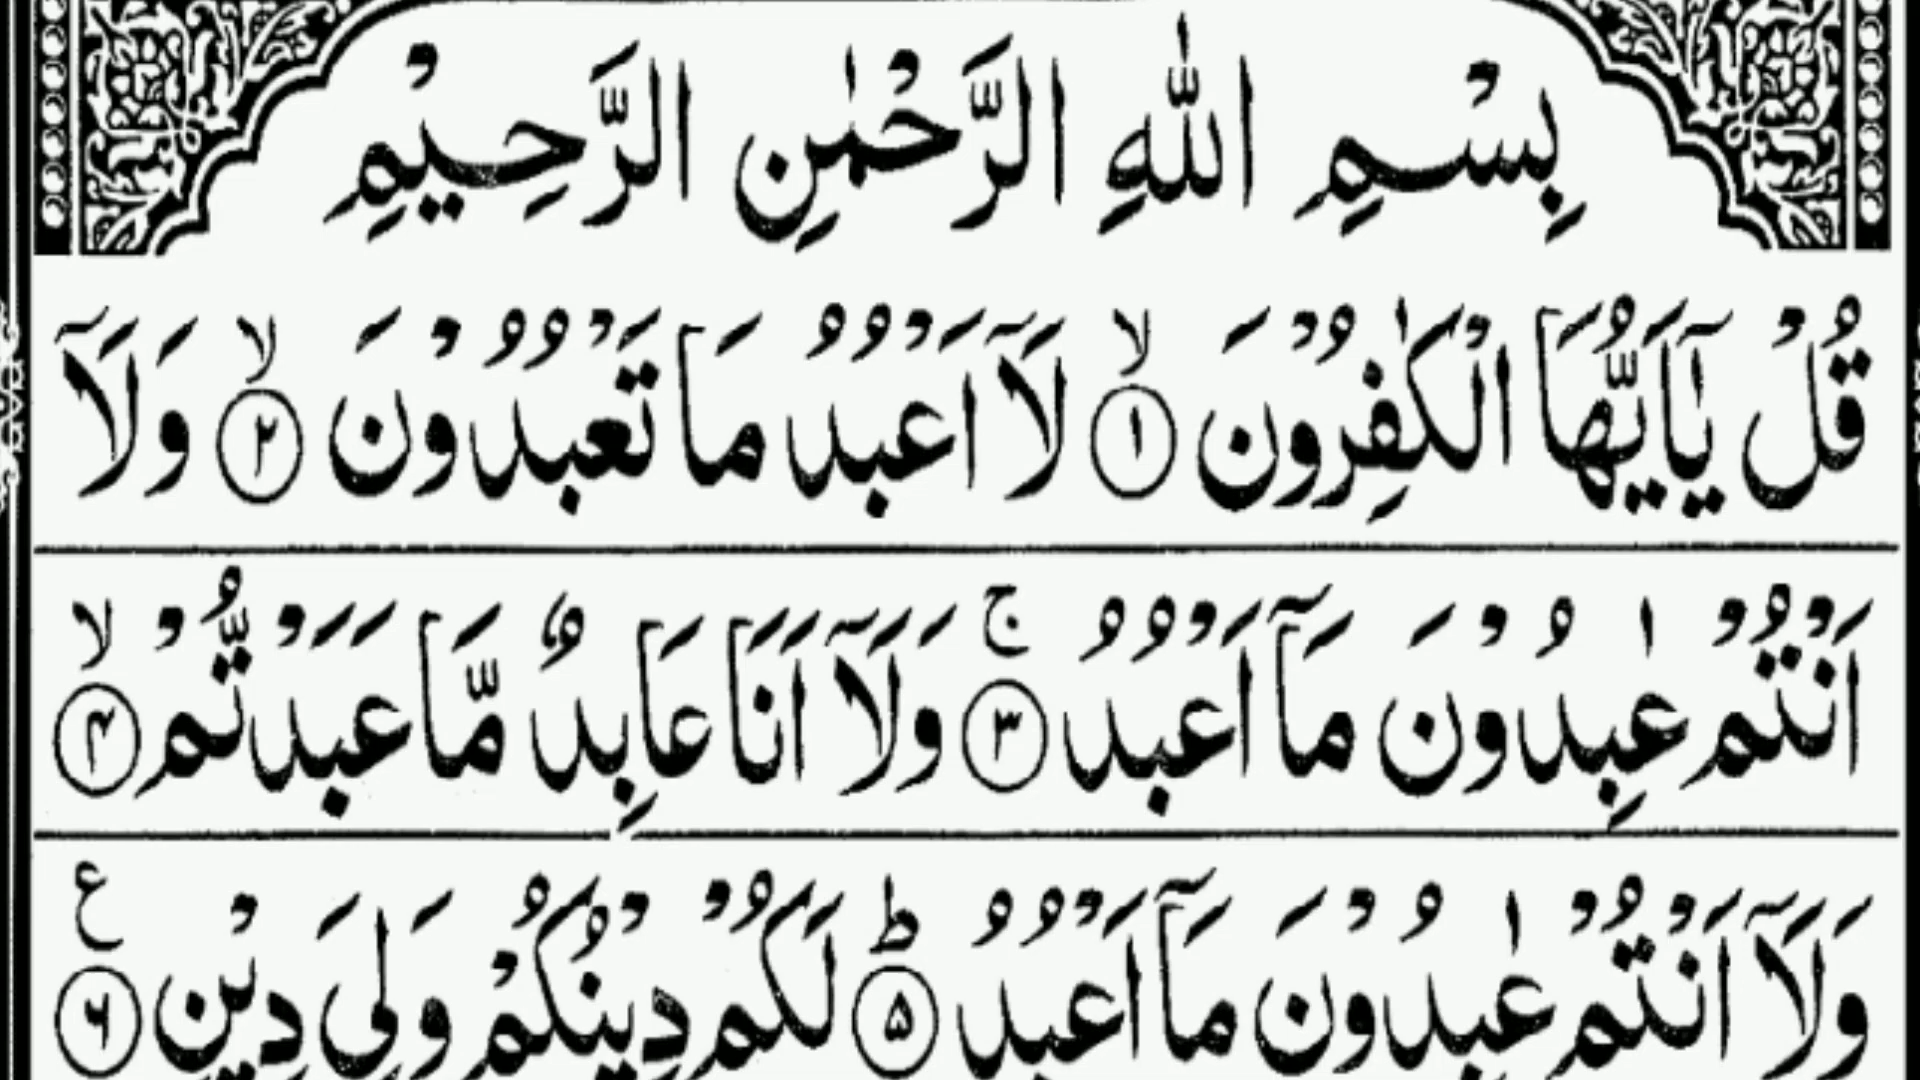 بِسْمِ اللّٰهِ الرَّحْمٰنِ الرَّحِيْمِ
قُلْ يٰۤاَيُّهَا الْكٰفِرُوْنَ ۙ‏﴿۱﴾ لَاۤ اَعْبُدُ مَا تَعْبُدُوْنَ ۙ‏﴿۲﴾ وَلَاۤ
اَنْتُمْ عٰبِدُوْنَ مَاۤ اَعْبُدُ ۚ‏﴿۳﴾ وَلَاۤ اَنَا عَابِدٌ مَّا عَبَدْتُّمْ ۙ‏﴿۴﴾
وَلَاۤ اَنْتُمْ عٰبِدُوْنَ مَاۤ اَعْبُدُ ؕ‏﴿۵﴾ لَكُمْ دِيْنُكُمْ وَلِىَ دِيْنِ ﴿۶﴾ ع